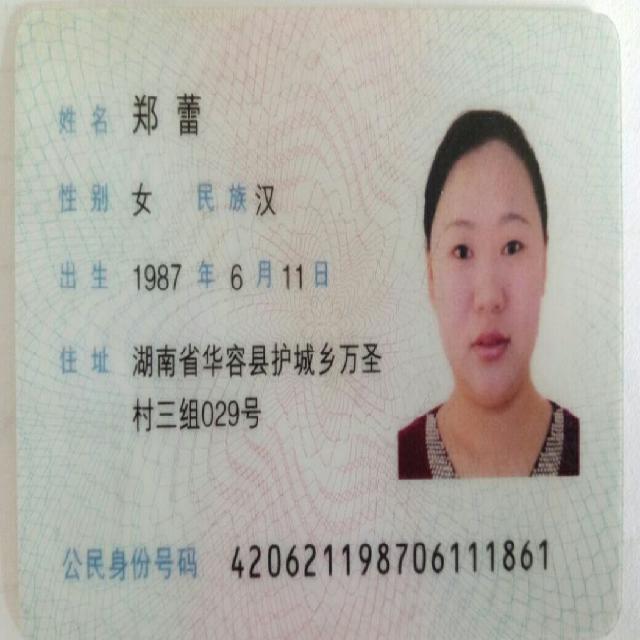 姓名 郑蕾
性别 女 民族 汉
出生 1987 年 6 月 11 日
住址 湖南省华容县护城乡万圣
村三组029号
公民身份号码 420621198706111861